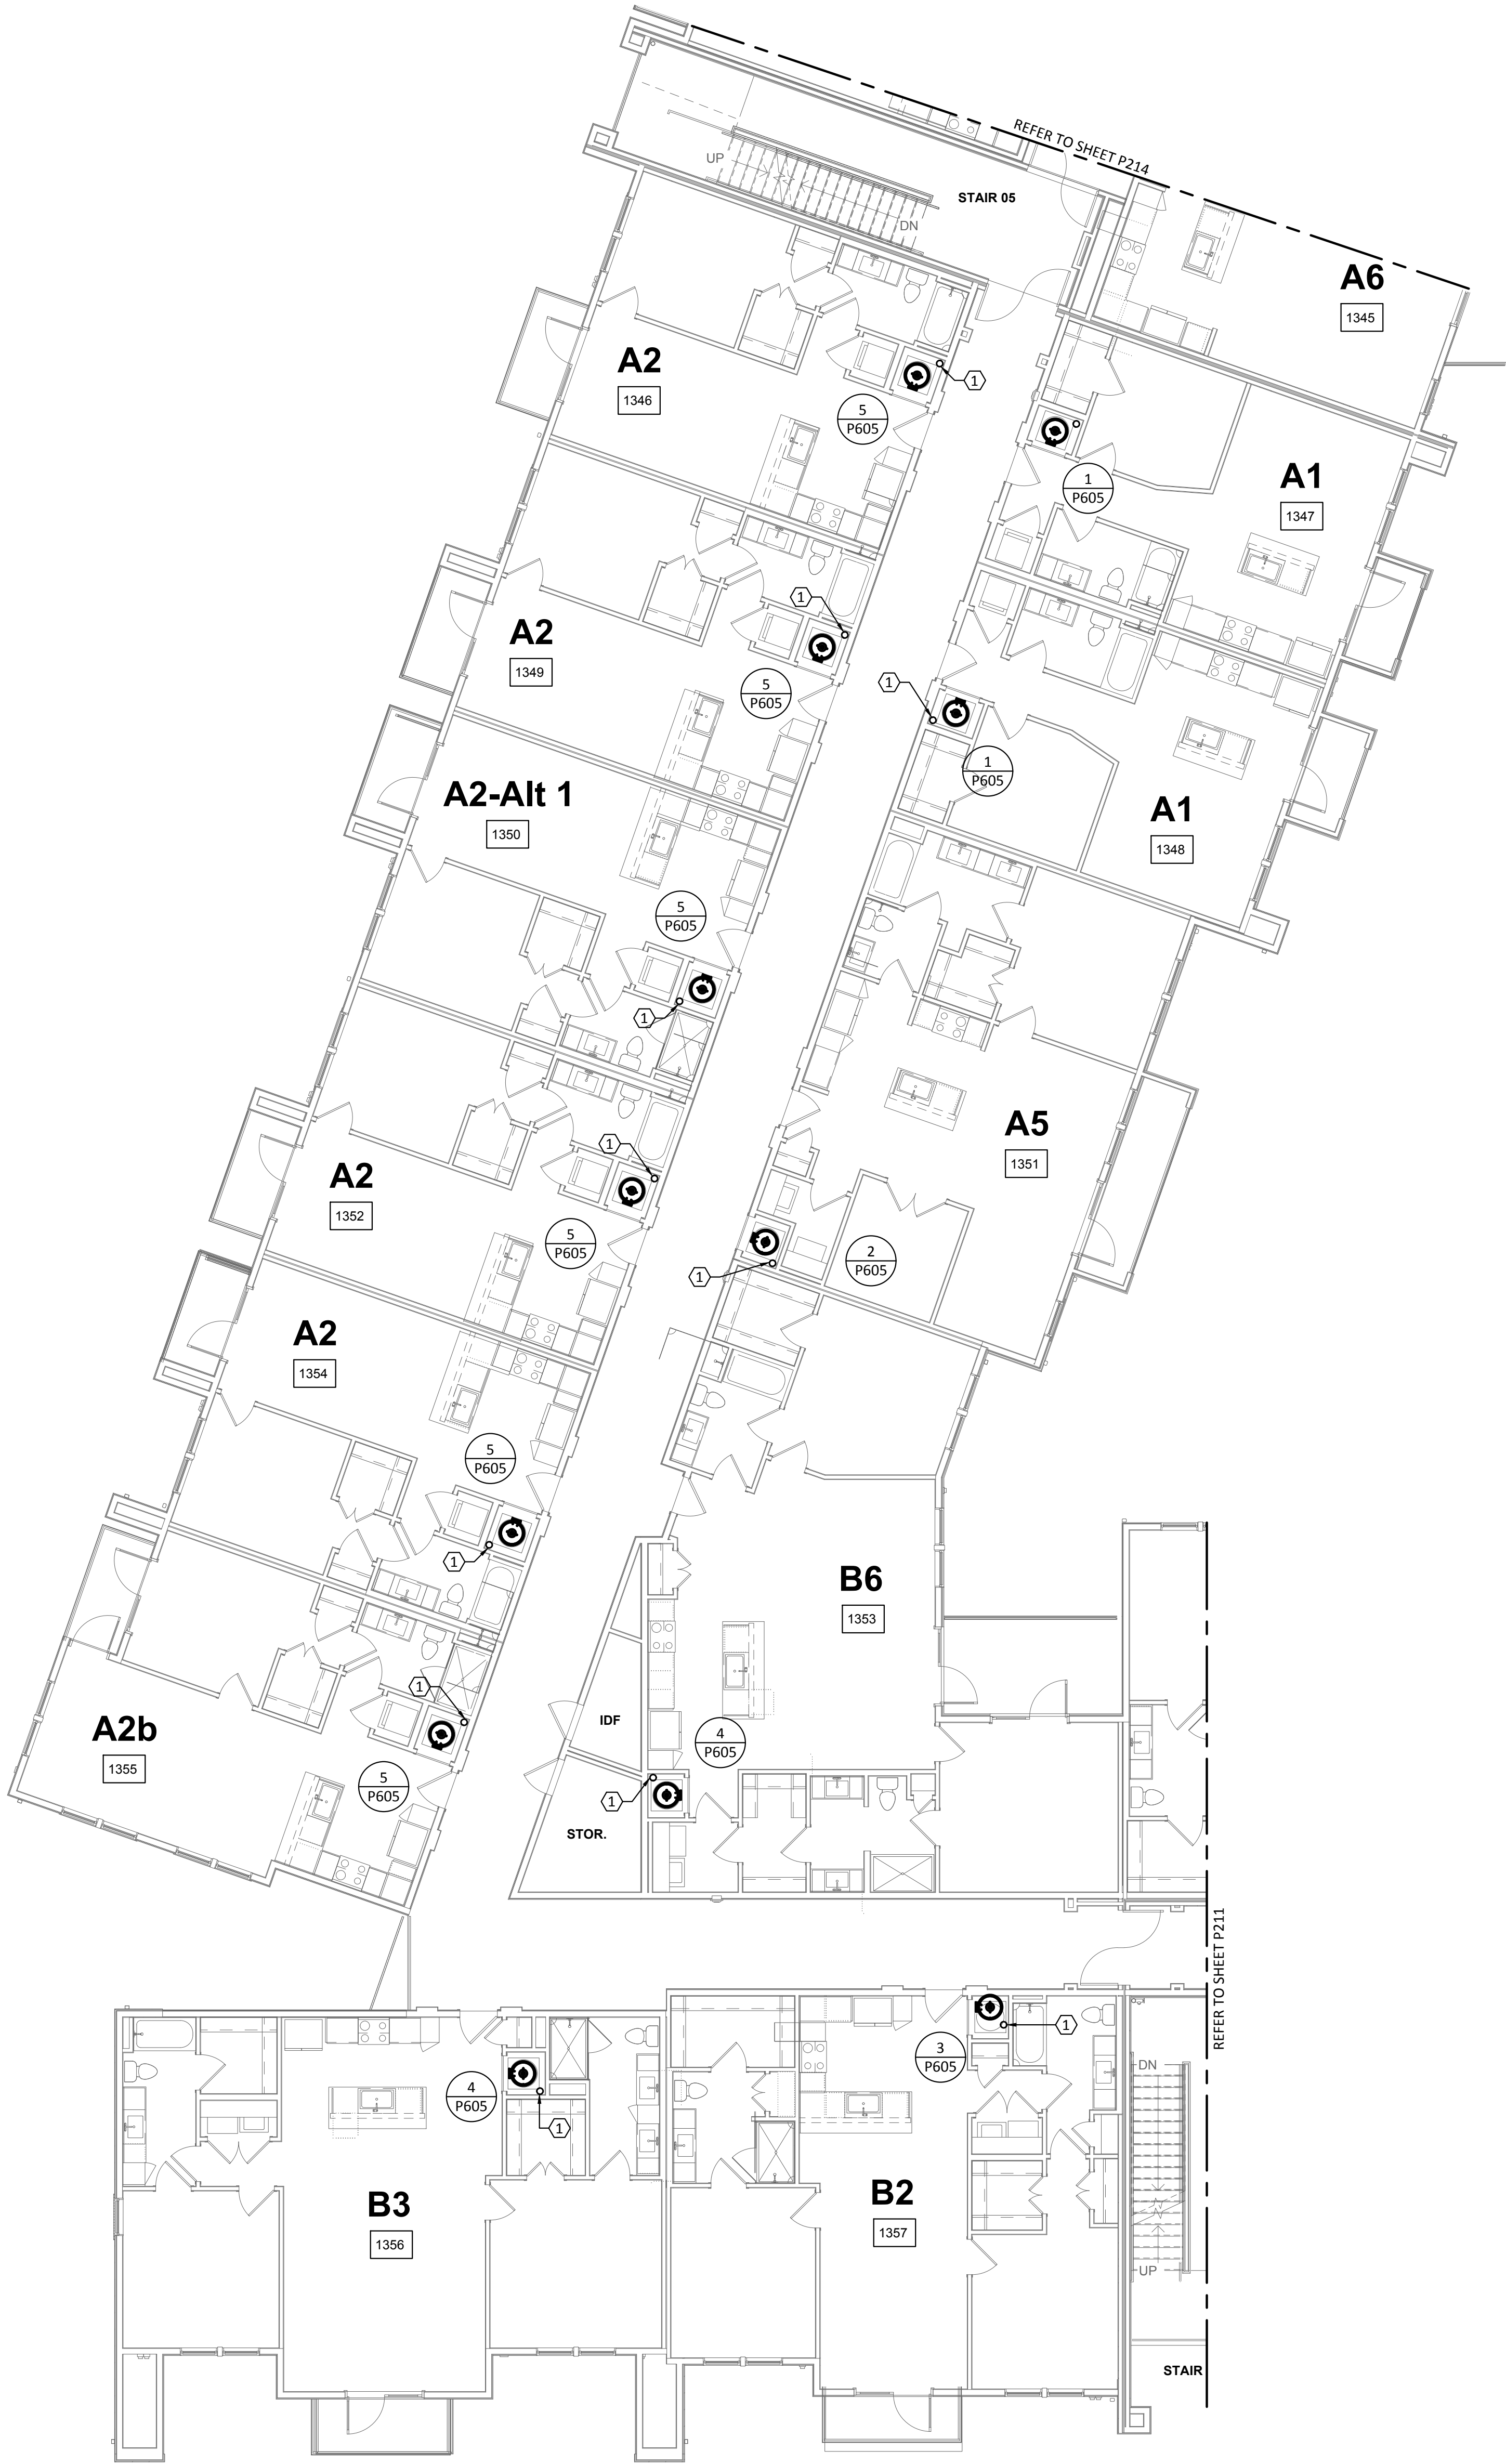 REFER TO SHEET P214
UP
STAIR 05
DN
A6
1345
A2
1346
1
5
P605
A1
1347
1
P605
A2
1349
1
5
P605
1
1
P605
A1
1348
A2-Alt 1
1350
5
P605
1
A5
1351
1
A2
1352
5
P605
2
P605
1
A2
1354
5
P605
1
B6
1353
A2b
1355
1
5
P605
IDF
4
P605
1
STOR.
REFER TO SHEET P211
B3
1356
4
P605
1
B2
1357
3
P605
1
DN
UP
STAIR